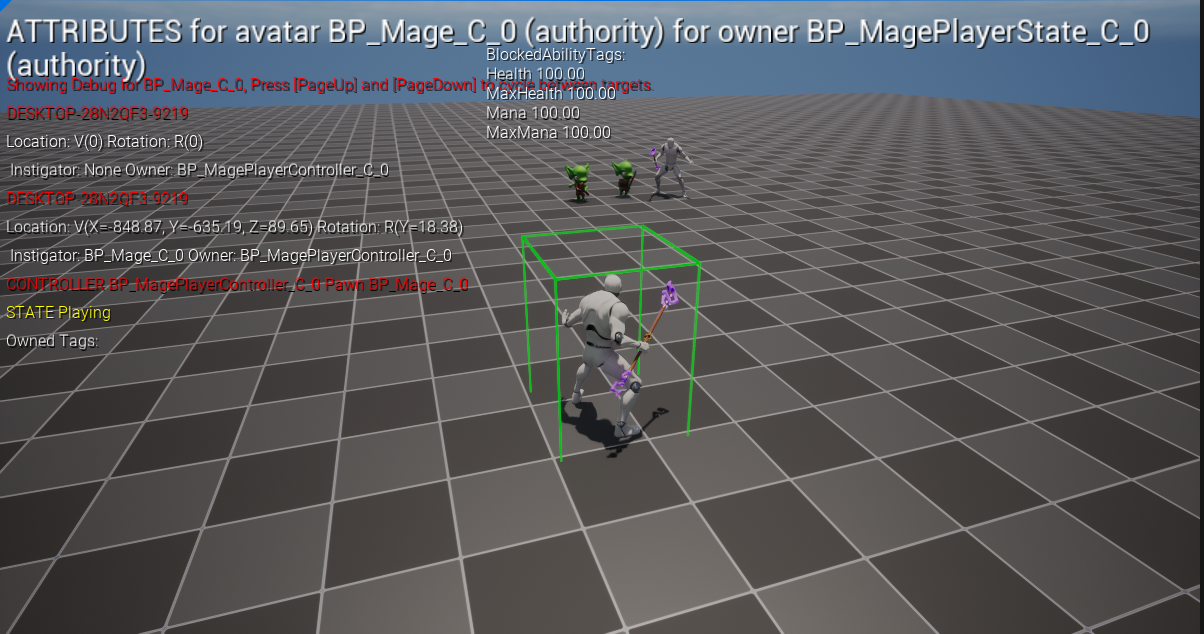 ATTRIBUTES for avatar BP_Mage_C_0 (authority) for owner BP_MagePlayerState_C_0
(authority)
BlockedAbilityTags:
Health 100.00
MaxHealth 100.00
Mana 100.00
MaxMana 100.00
Showing Debug for BP_Mage_C_0, Press [PageUp] and [PageDown] to cycle between targets.
DESKTOP-28N2QF3-9219
Location: V(0) Rotation: R(0)
Instigator: None Owner: BP_MagePlayerController_C_0
DESKTOP-28N2QF3-9219
Location: V(X=-848.87, Y=-635.19, Z=89.65) Rotation: R(Y=18.38)
Instigator: BP_Mage_C_0 Owner: BP_MagePlayerController_C_0
CONTROLLER BP_MagePlayerController_C_0 Pawn BP_Mage_C_0
STATE Playing
Owned Tags: